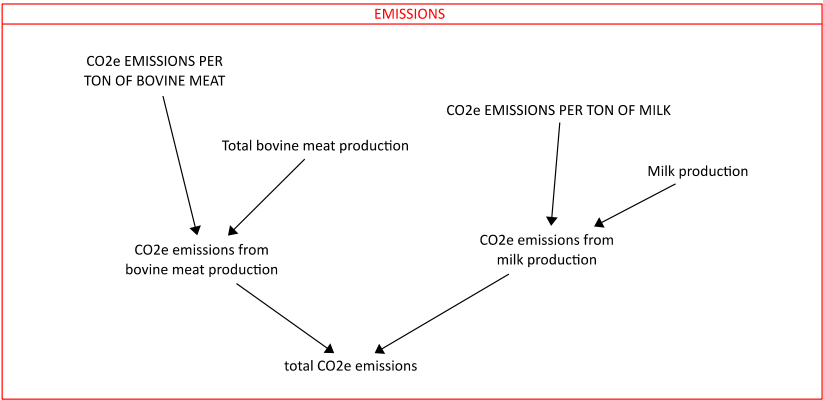 EMISSIONS
CO2e EMISSIONS PER
TON OF BOVINE MEAT
CO2e EMISSIONS PER TON OF MILK
Total bovine meat production
Milk production
CO2e emissions from
bovine meat production
CO2e emissions from
milk production
total CO2e emissions